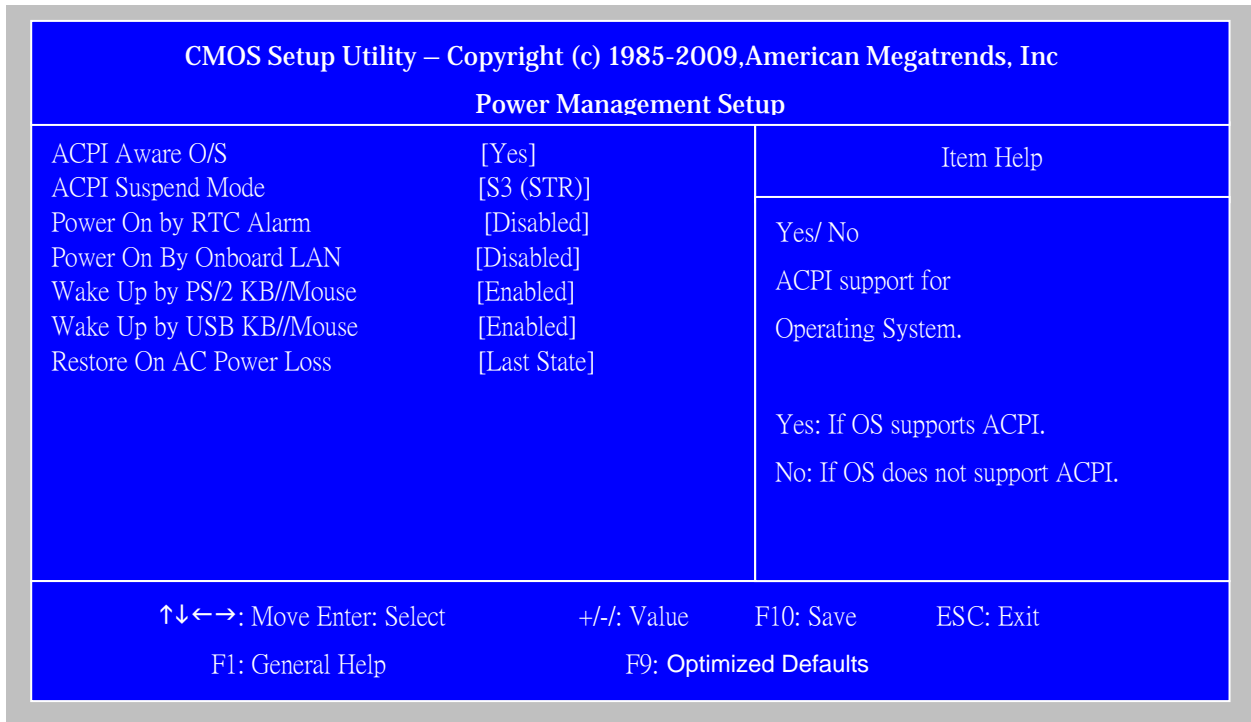 CMOS Setup Utility – Copyright (c) 1985-2009,American Megatrends, Inc
Power Management Setup
ACPI Aware O/S [Yes]
ACPI Suspend Mode [S3 (STR)]
Power On by RTC Alarm [Disabled]
Power On By Onboard LAN [Disabled]
Wake Up by PS/2 KB//Mouse [Enabled]
Wake Up by USB KB//Mouse [Enabled]
Restore On AC Power Loss [Last State]
Item Help
Yes/ No
ACPI support for
Operating System.
Yes: If OS supports ACPI.
No: If OS does not support ACPI.
↑↓←→: Move Enter: Select +/-/: Value F10: Save ESC: Exit
F1: General Help F9: Optimized Defaults